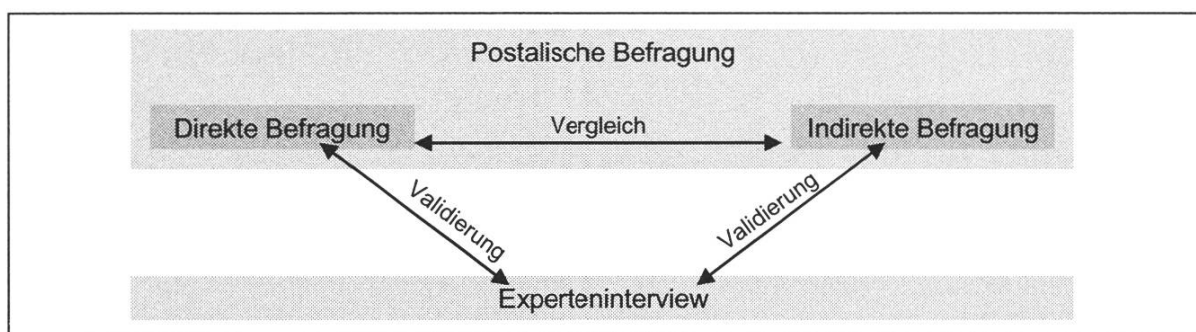 Postalische Befragung
Direkte Befragung
Vergleich
Indirekte Befragung
Validierung
Validierung
Experteninterview